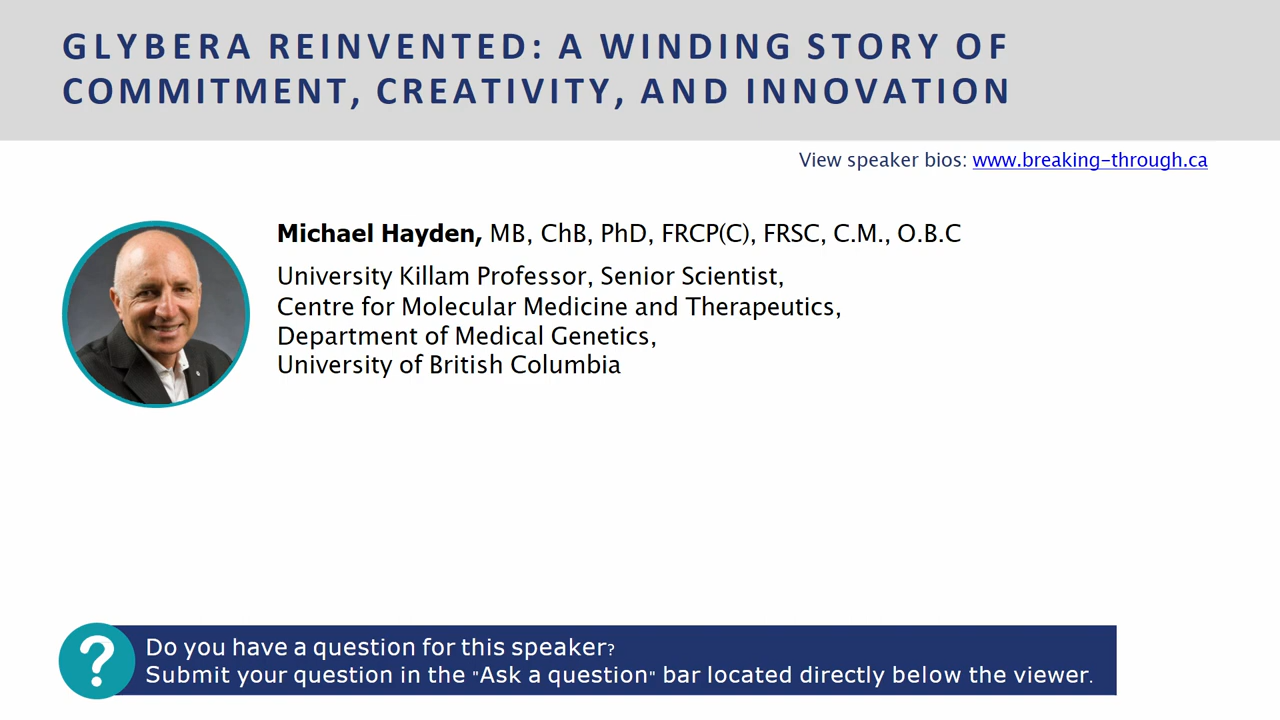 GLYBERA REINVENTED: A WINDING STORY OF
COMMITMENT, CREATIVITY, AND INNOVATION
View speaker bios: www.breaking-through.ca
Michael Hayden, MB, ChB, PhD, FRCP(C), FRSC, C.M., O.B.C
University Killam Professor, Senior Scientist,
Centre for Molecular Medicine and Therapeutics,
Department of Medical Genetics,
University of British Columbia
?
Do you have a question for this speaker?
Submit your question in the "Ask a question" bar located directly below the viewer.